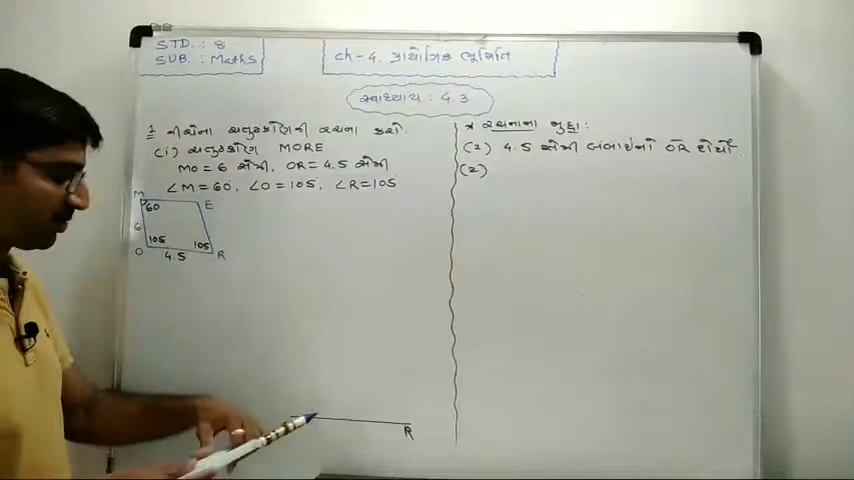 STD. : 8
SUB. : Maths
Ch-4. પ્રાયોગિક ભૂમિતિ
સ્વાધ્યાય : 4.3
1 નીચેના ચતુષ્કોણની રચના કરો.
(i) ચતુષ્કોણ MORE
MO = 6 સેમી, OR = 4.5 સેમી
∠M = 60°, ∠O = 105°, ∠R = 105°
M
E
60
6
105
105
O
4.5
R
R
* રચનાના મુદ્દા :
(1) 4.5 સેમી લંબાઇનો OR દોર્યો.
(2)